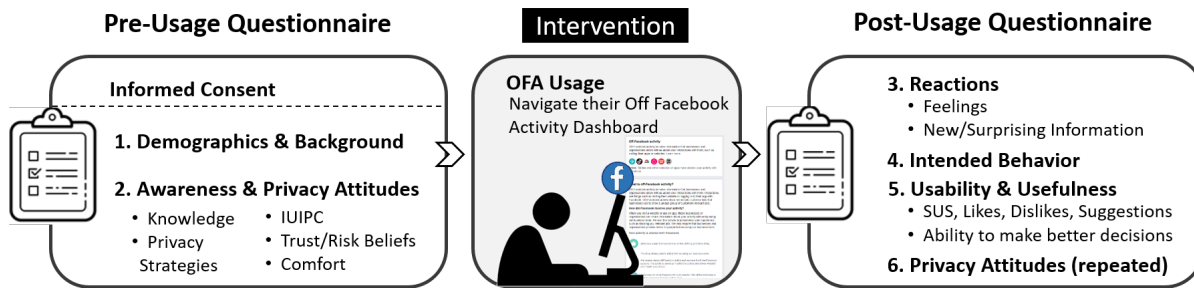 Pre-Usage Questionnaire
Informed Consent
1. Demographics & Background
2. Awareness & Privacy Attitudes
• Knowledge
• Privacy
Strategies
• IUIPC
• Trust/Risk Beliefs
• Comfort
Intervention
OFA Usage
Navigate their Off Facebook
Activity Dashboard
Off Facebook activity
Post-Usage Questionnaire
3. Reactions
• Feelings
• New/Surprising Information
4. Intended Behavior
5. Usability & Usefulness
• SUS, Likes, Dislikes, Suggestions
• Ability to make better decisions
6. Privacy Attitudes (repeated)